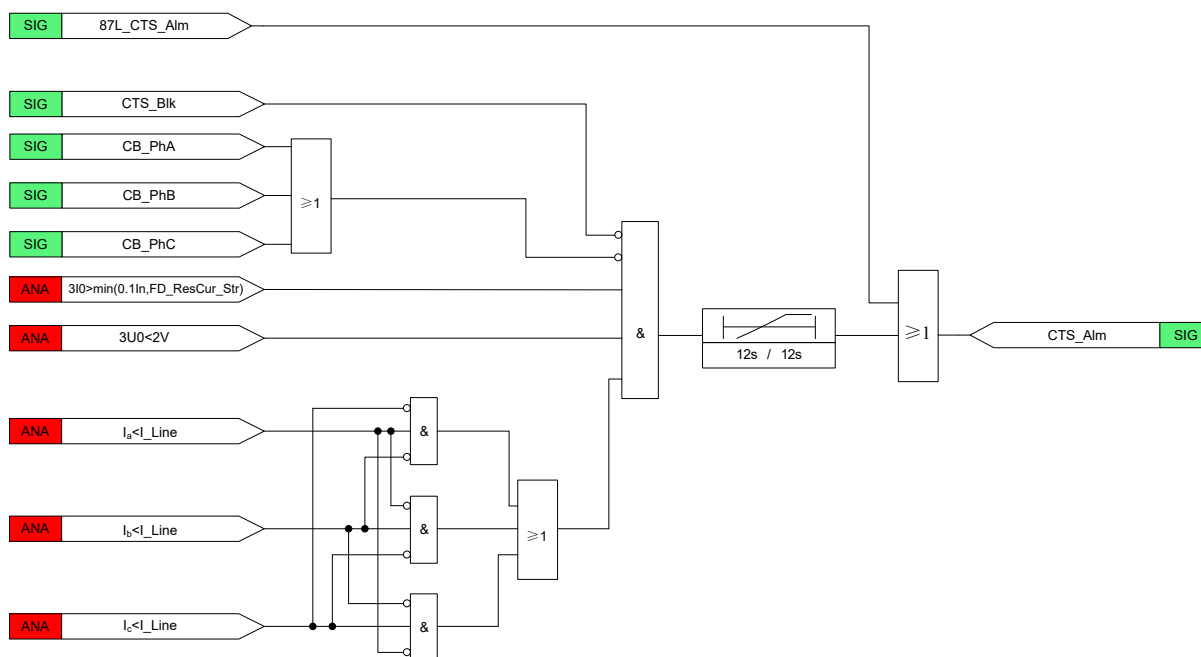 SIG 87L_CTS_Alm
SIG CTS_Blk
SIG CB_PhA
SIG CB_PhB
≥1
SIG CB_PhC
ANA 3I0>min(0.1In,FD_ResCur_Str)
ANA 3U0<2V
&
12s / 12s
≥1
CTS_Alm SIG
ANA Ia<I_Line
&
ANA Ib<I_Line
&
≥1
ANA Ic<I_Line
&